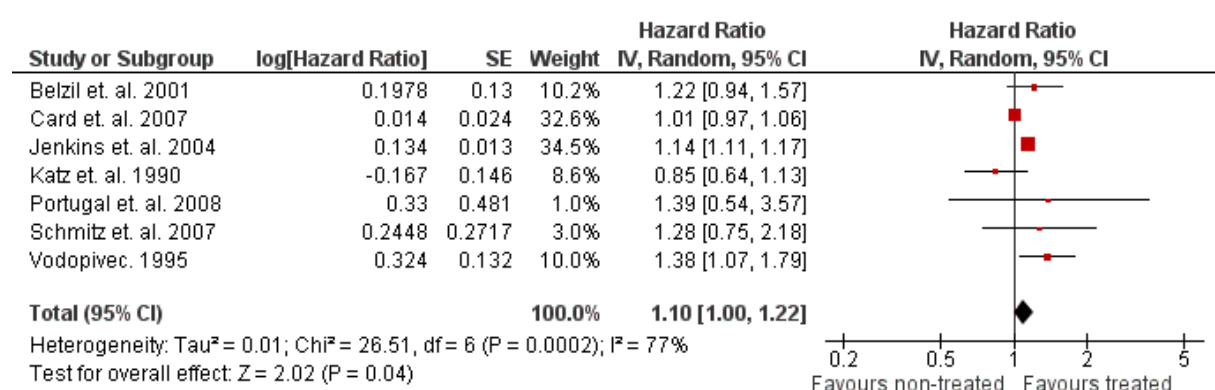 Hazard Ratio Hazard Ratio
Study or Subgroup log[Hazard Ratio] SE Weight IV, Random, 95% CI IV, Random, 95% CI
Belzil et. al. 2001 0.1978 0.13 10.2% 1.22 [0.94, 1.57]
Card et. al. 2007 0.014 0.024 32.6% 1.01 [0.97, 1.06]
Jenkins et. al. 2004 0.134 0.013 34.5% 1.14 [1.11, 1.17]
Katz et. al. 1990 -0.167 0.146 8.6% 0.85 [0.64, 1.13]
Portugal et. al. 2008 0.33 0.481 1.0% 1.39 [0.54, 3.57]
Schmitz et. al. 2007 0.2448 0.2717 3.0% 1.28 [0.75, 2.18]
Vodopivec. 1995 0.324 0.132 10.0% 1.38 [1.07, 1.79]
Total (95% CI) 100.0% 1.10 [1.00, 1.22]
Heterogeneity: Tau² = 0.01; Chi² = 26.51, df = 6 (P = 0.0002); I² = 77%
Test for overall effect: Z = 2.02 (P = 0.04)
0.2 0.5 1 2 5
Favours non-treated Favours treated